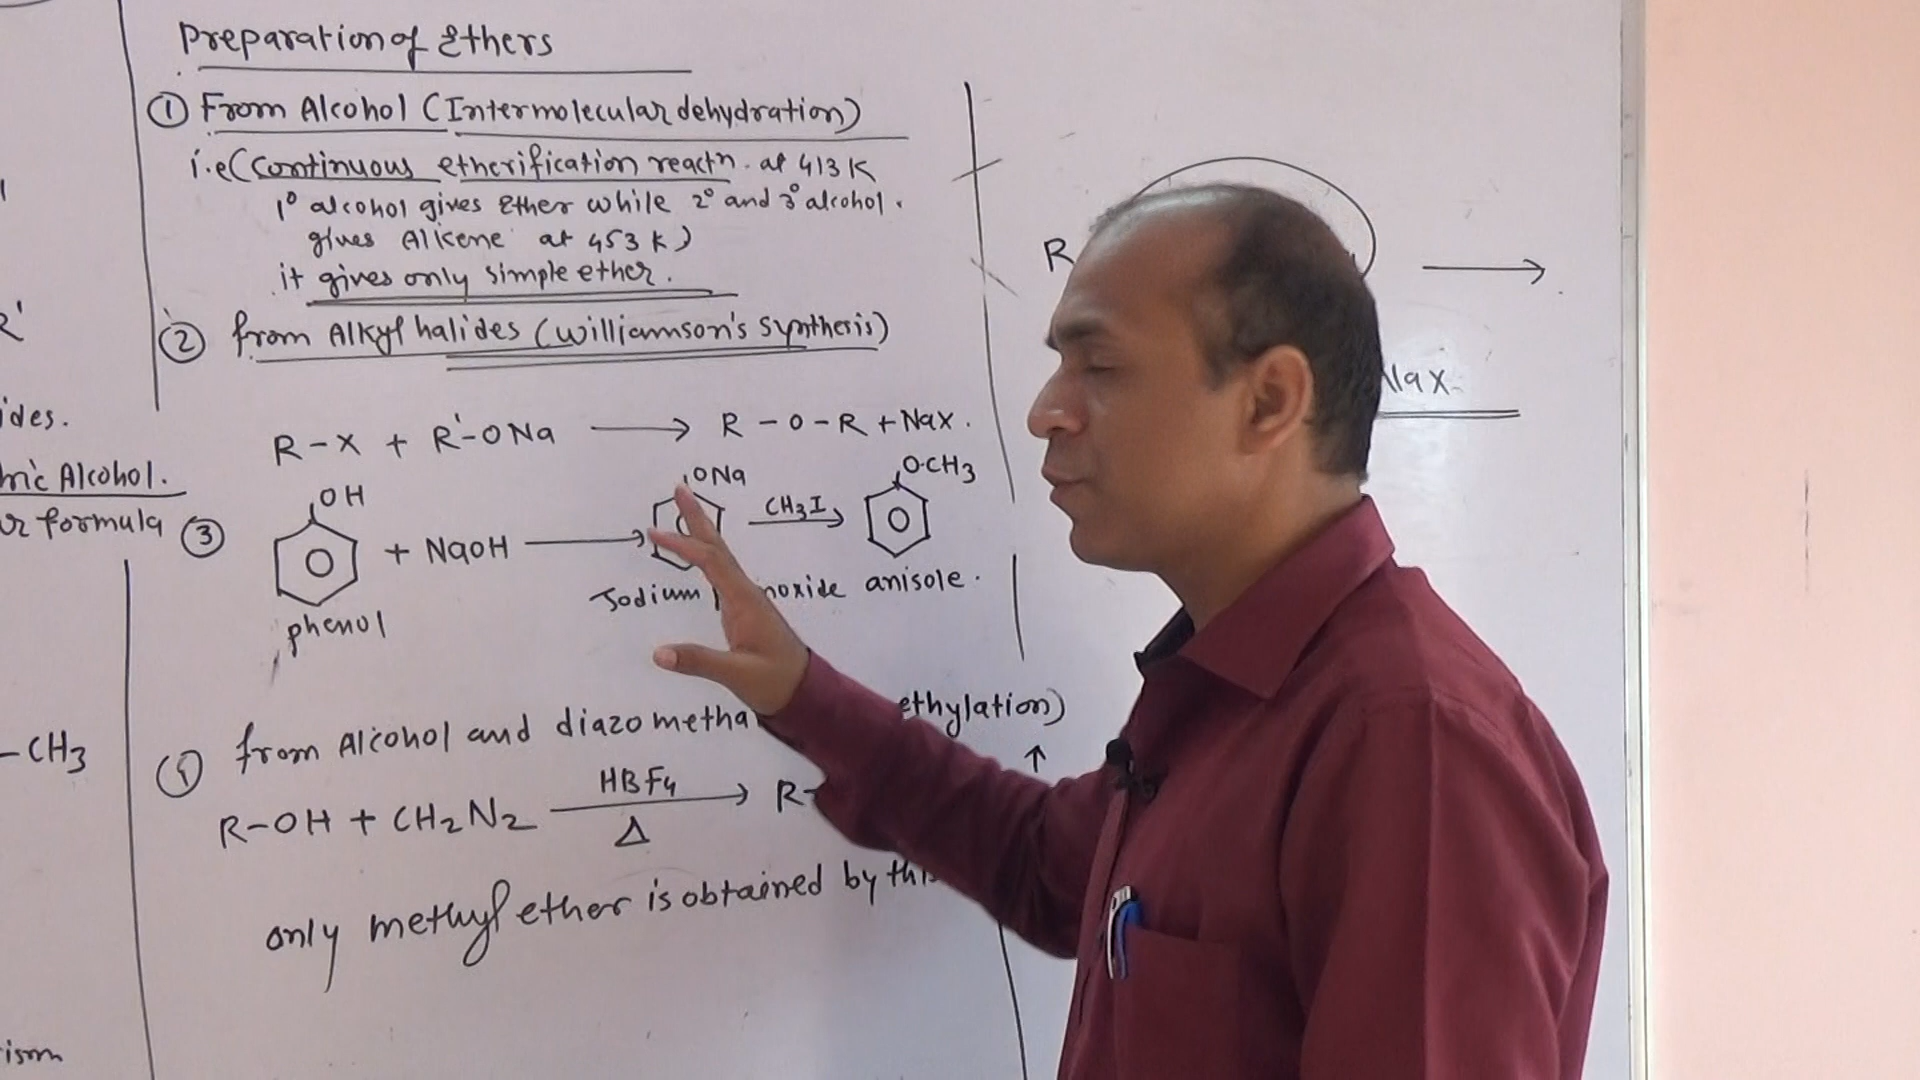 Preparation of Ethers
① From Alcohol (Intermolecular dehydration)
i.e (Continuous etherification reactn. at 413 K
1° alcohol gives Ether while 2° and 3° alcohol.
gives Alkene at 453 K)
it gives only simple ether.
② from Alkyl halides (Williamson's Synthesis)
R-X + R'-ONa → R-O-R + NaX.
③
OH
+ NaOH →
phenol
ONa
CH3I →
O-CH3
Sodium anisole.
from Alcohol and diazo
ethylation)
↑
R-OH + CH2N2 HBF4 → R-
Δ
only methyl ether is obtained by
R →
NaX.
R'
ides.
Alcohol.
formula
-CH3